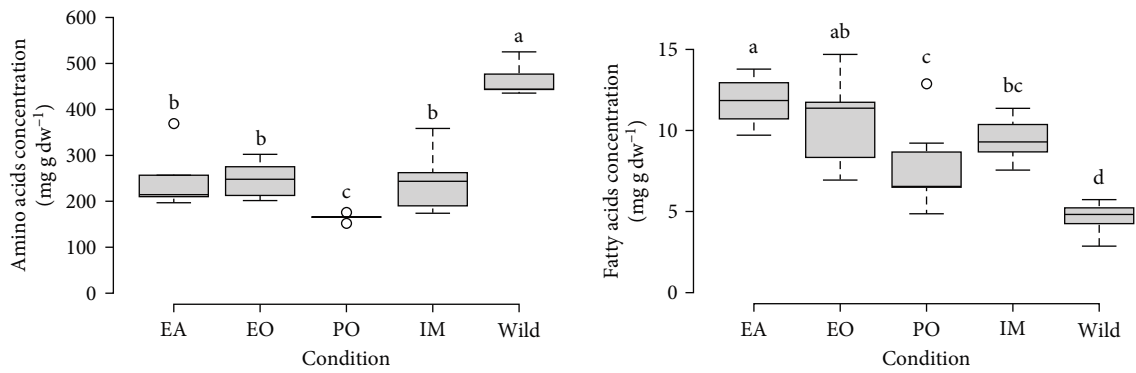 Amino acids concentration
(mg g dw⁻¹)
600
500
400
300
200
100
0
b
b
c
b
a
EA
EO
PO
IM
Wild
Condition
Fatty acids concentration
(mg g dw⁻¹)
15
10
5
0
a
ab
c
bc
d
EA
EO
PO
IM
Wild
Condition